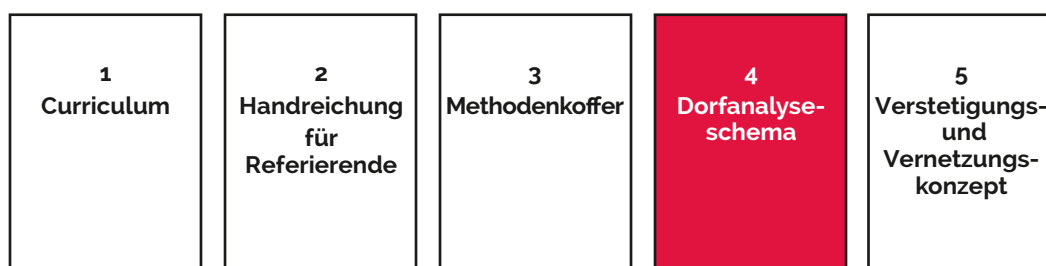 1
Curriculum
2
Handreichung
für
Referierende
3
Methodenkoffer
4
Dorfanalyse-
schema
5
Verstetigungs-
und
Vernetzungs-
konzept